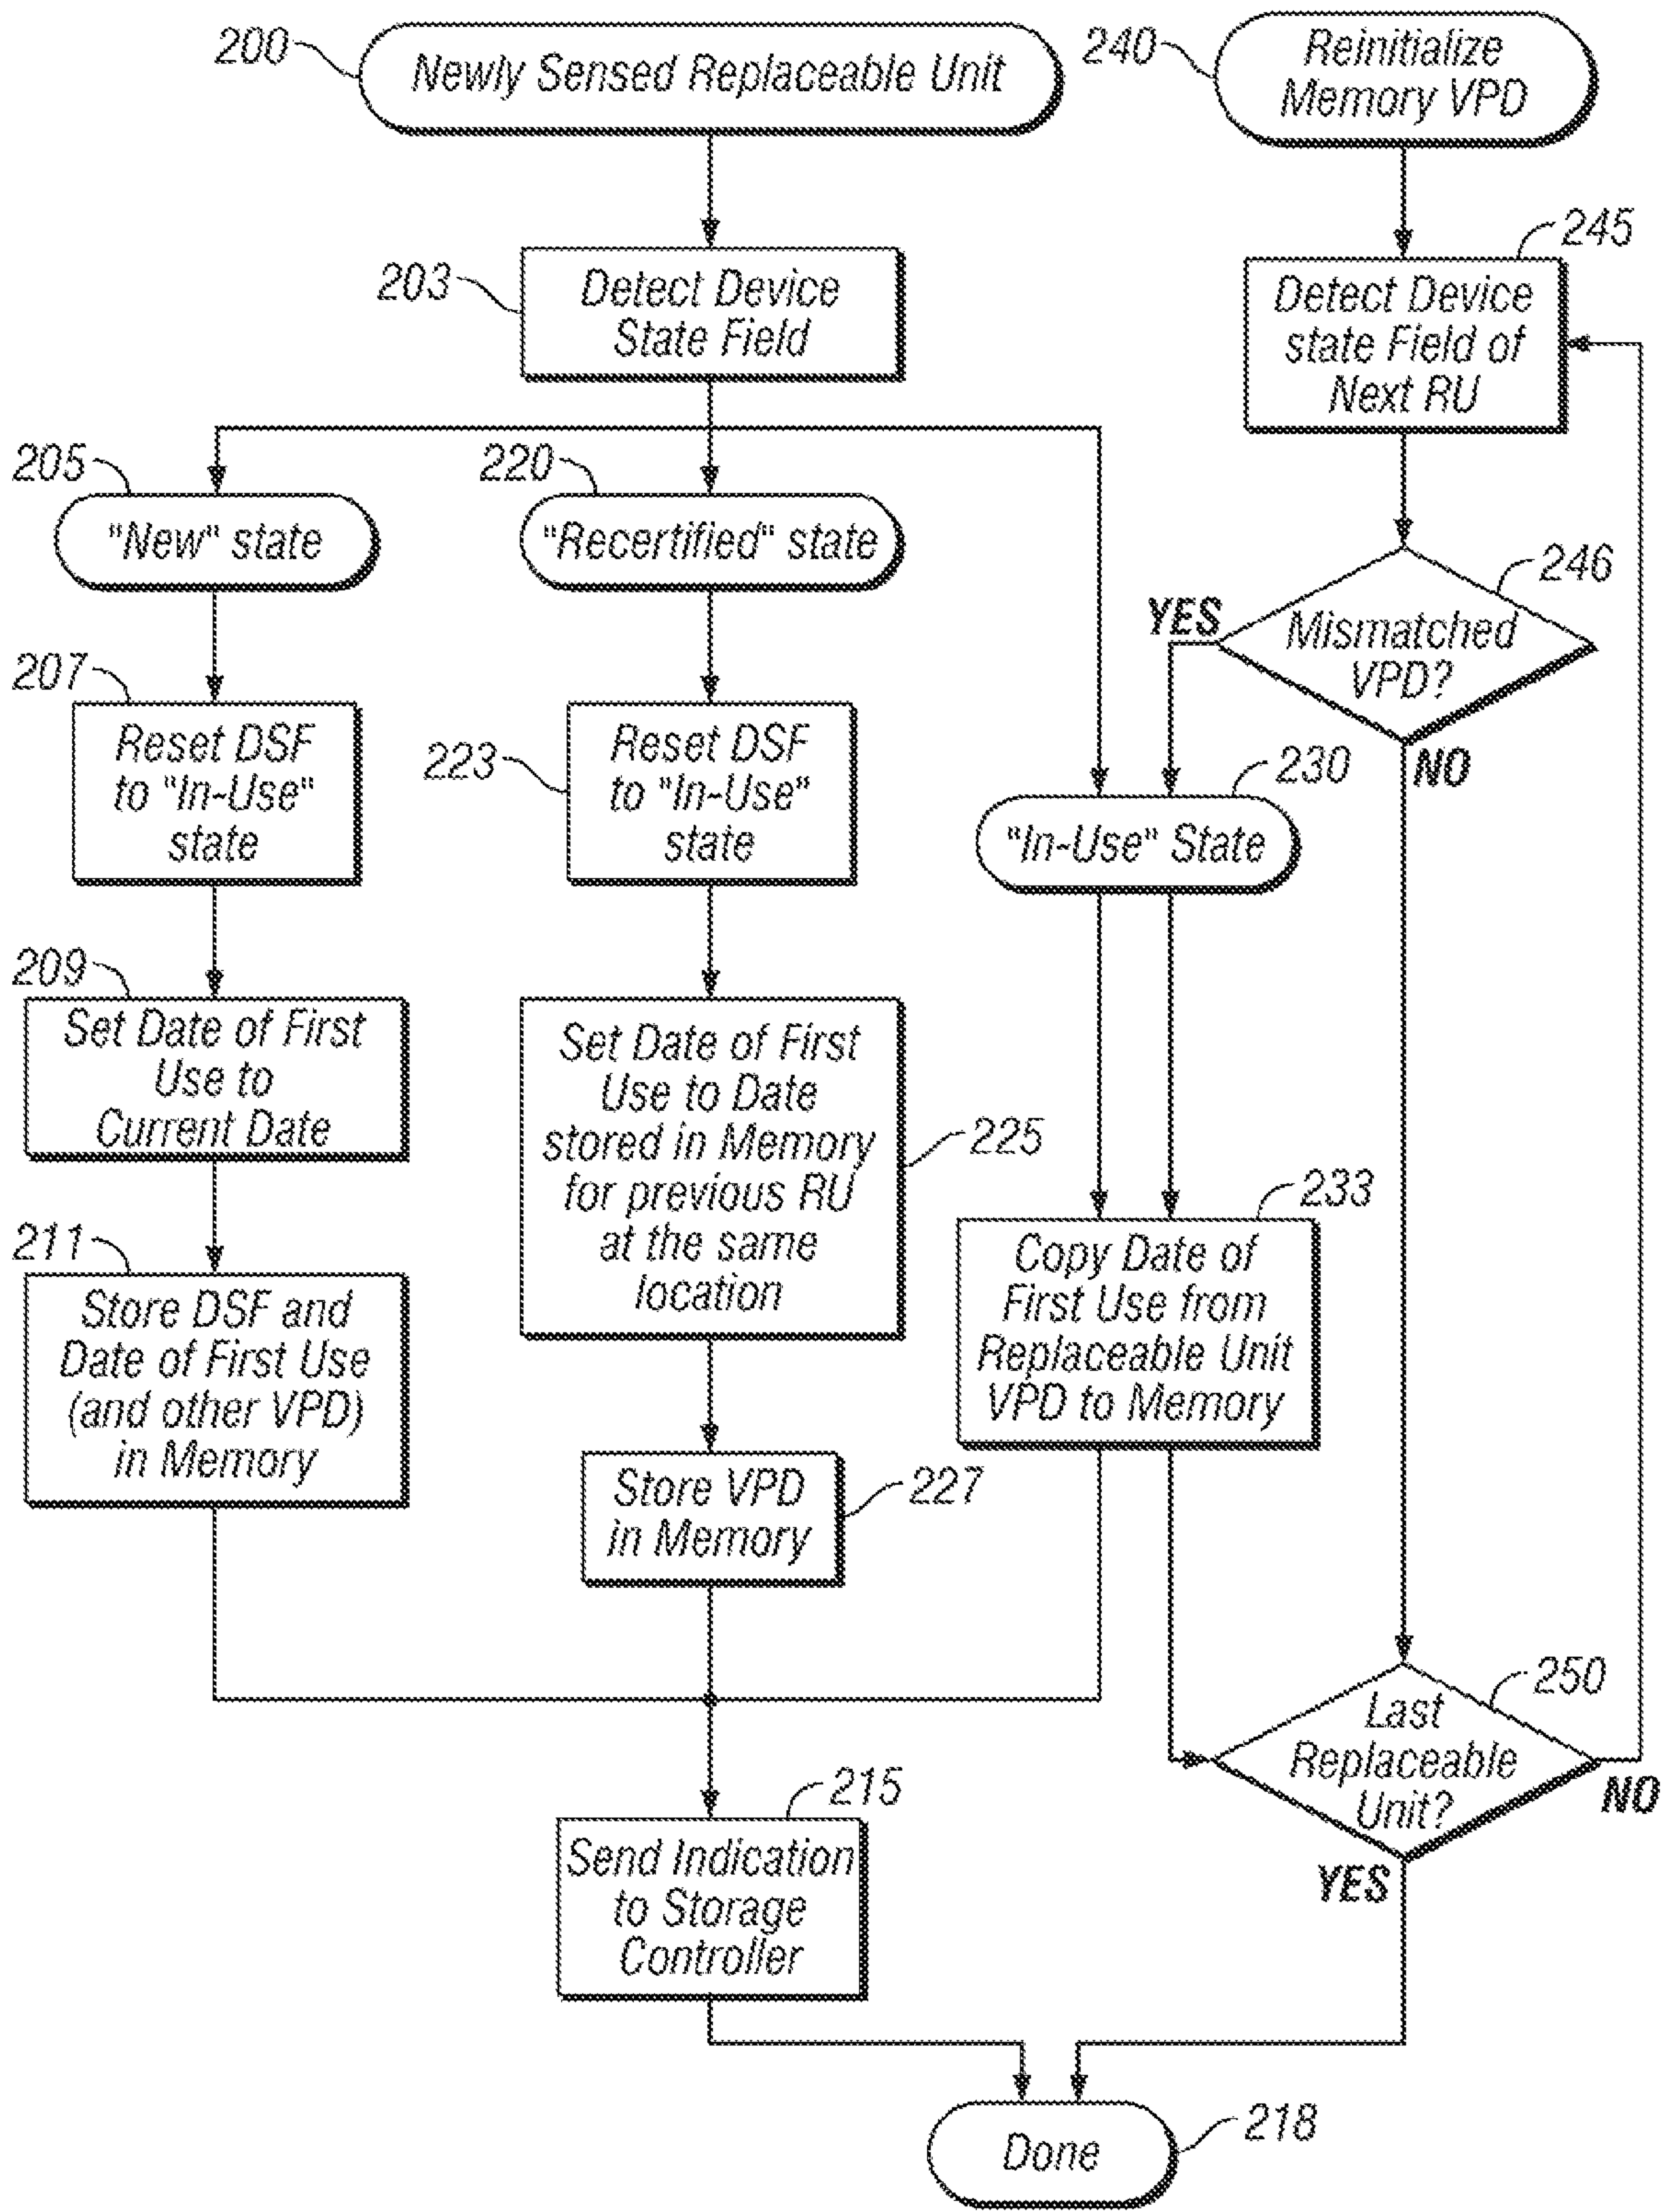 200
Newly Sensed Replaceable Unit
240
Reinitialize
Memory VPD
203
Detect Device
State Field
245
Detect Device
state Field of
Next RU
205
"New" state
220
"Recertified" state
246
Mismatched
VPD?
YES
NO
207
Reset DSF
to "In-Use"
state
223
Reset DSF
to "In-Use"
state
230
"In-Use" State
209
Set Date of First
Use to
Current Date
225
Set Date of First
Use to Date
stored in Memory
for previous RU
at the same
location
233
Copy Date of
First Use from
Replaceable Unit
VPD to Memory
211
Store DSF and
Date of First Use
(and other VPD)
in Memory
227
Store VPD
in Memory
250
Last
Replaceable
Unit?
NO
YES
215
Send Indication
to Storage
Controller
218
Done